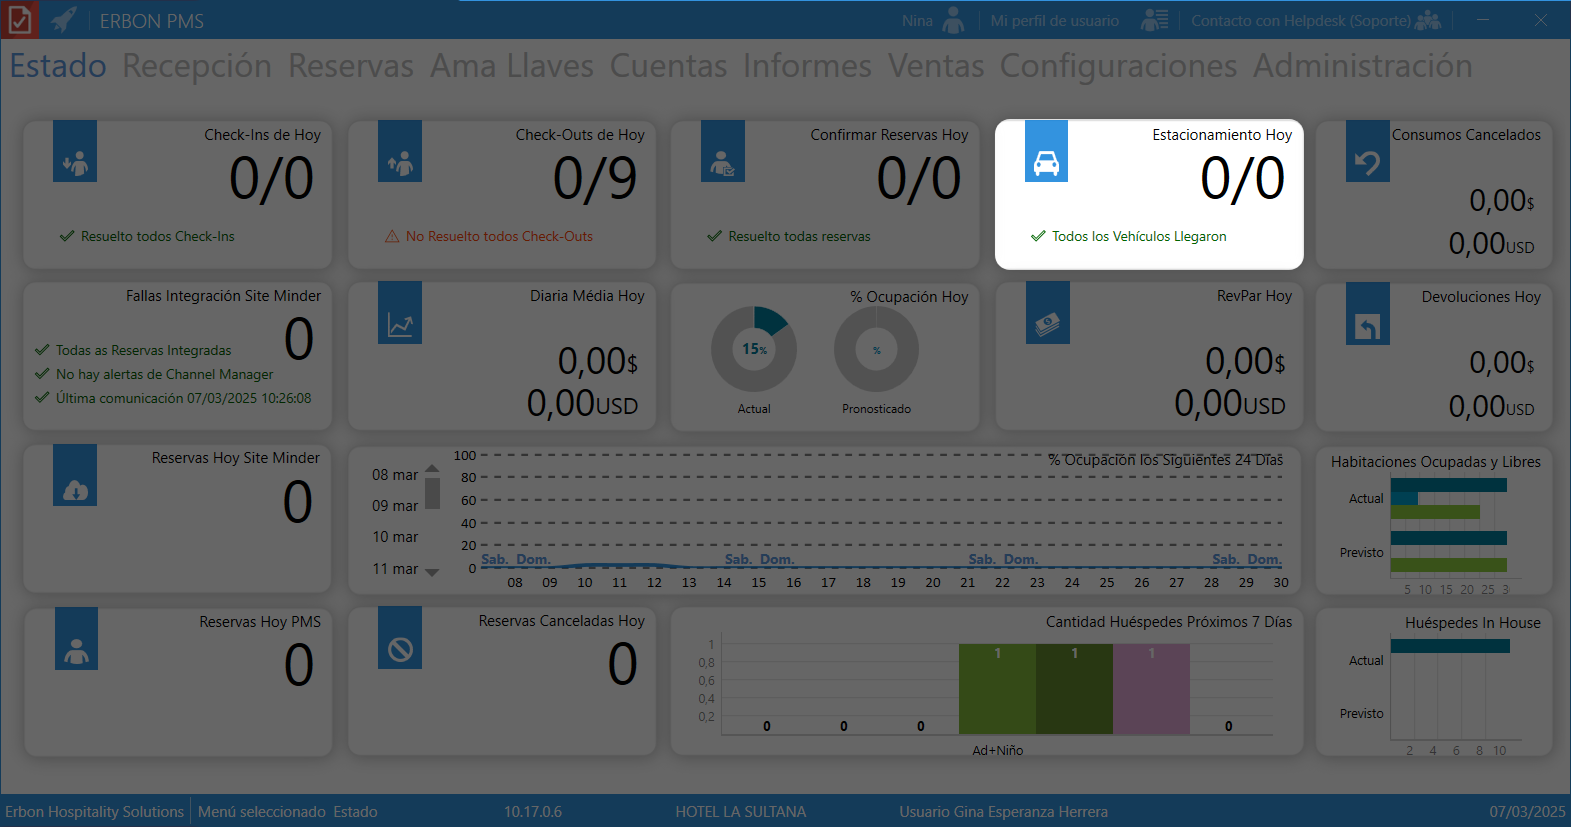 ERBON PMS
Nina
Mi perfil de usuario
Contacto con Helpdesk (Soporte)
Estado Recepción Reservas Ama Llaves Cuentas Informes Ventas Configuraciones Administración
Check-Ins de Hoy
0/0
Resuelto todos Check-Ins
Check-Outs de Hoy
0/9
No Resuelto todos Check-Outs
Confirmar Reservas Hoy
0/0
Resuelto todas reservas
Estacionamiento Hoy
0/0
Todos los Vehículos Llegaron
Consumos Cancelados
0,00$
0,00USD
Fallas Integración Site Minder
0
Todas as Reservas Integradas
No hay alertas de Channel Manager
Última comunicación 07/03/2025 10:26:08
Diaria Média Hoy
0,00$
0,00USD
% Ocupación Hoy
15%
%
Actual
Pronosticado
RevPar Hoy
0,00$
0,00USD
Devoluciones Hoy
0,00$
0,00USD
Reservas Hoy Site Minder
0
08 mar
09 mar
10 mar
11 mar
% Ocupación los Siguientes 24 Días
100
80
60
40
20
0
Sab. Dom. Sab. Dom. Sab. Dom. Sab. Dom.
08 09 10 11 12 13 14 15 16 17 18 19 20 21 22 23 24 25 26 27 28 29 30
Habitaciones Ocupadas y Libres
Actual
Previsto
5 10 15 20 25 3
Reservas Hoy PMS
0
Reservas Canceladas Hoy
0
Cantidad Huéspedes Próximos 7 Días
1
0,8
0,6
0,4
0,2
0 0 0 1 1 1 0
Ad+Niño
Huéspedes In House
Actual
Previsto
2 4 6 8 10
Erbon Hospitality Solutions
Menú seleccionado Estado
10.17.0.6
HOTEL LA SULTANA
Usuario Gina Esperanza Herrera
07/03/2025